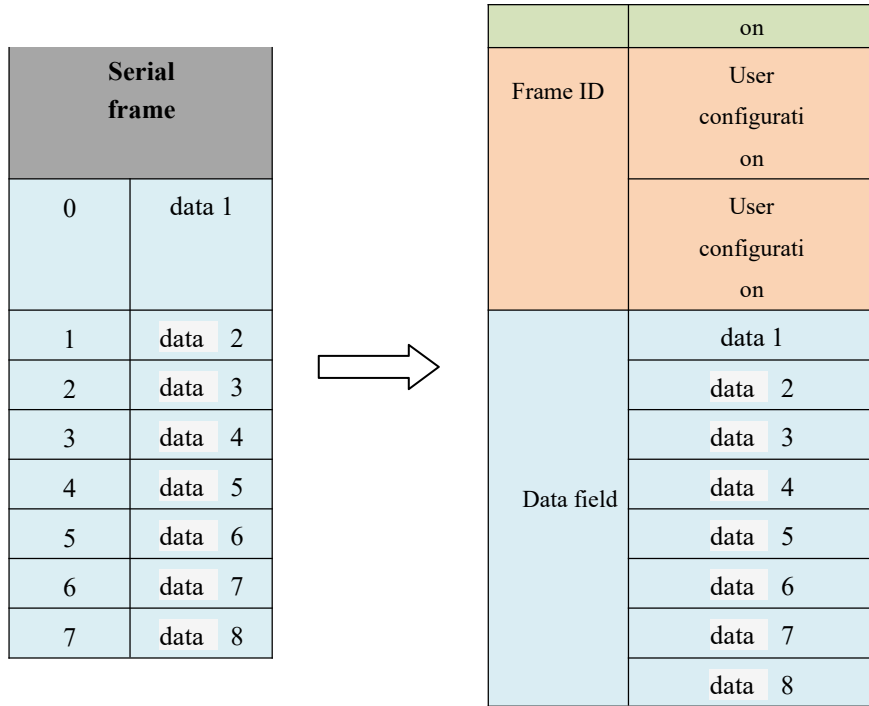 Serial
frame
0 data 1
1 data 2
2 data 3
3 data 4
4 data 5
5 data 6
6 data 7
7 data 8
on
Frame ID User
configurati
on
User
configurati
on
Data field
data 1
data 2
data 3
data 4
data 5
data 6
data 7
data 8